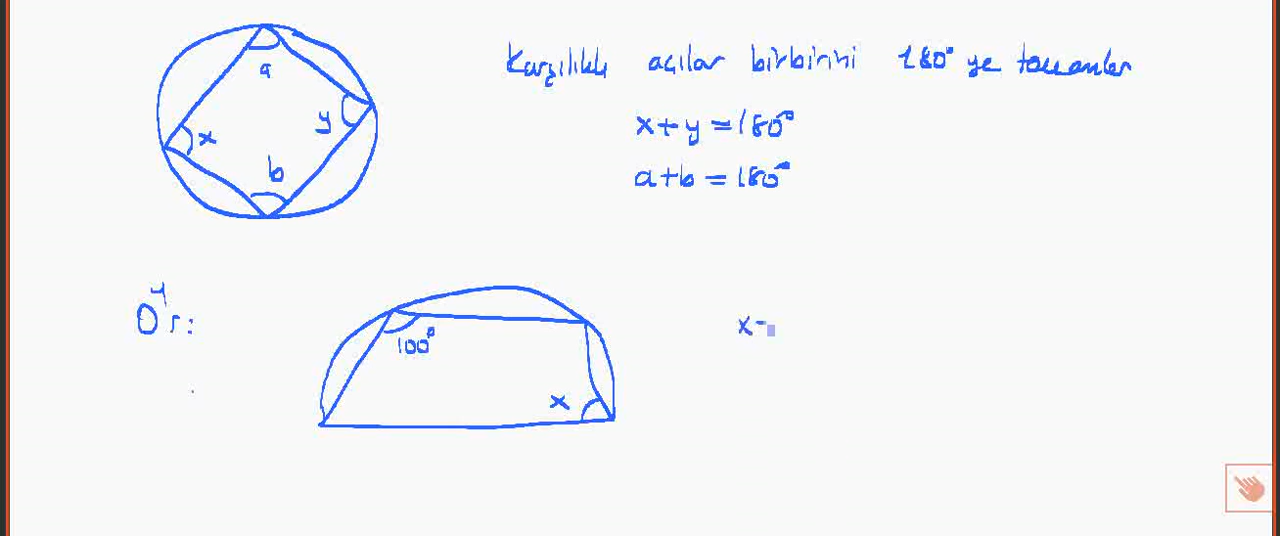 a
x
y
b
Karşılıklı açılar birbirini 180° ye tamamlar
x+y=180°
a+b=180°
Ör:
100°
x
x=